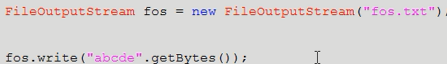 FileOutputStream fos = new FileOutputStream("fos.txt")
fos.write("abcde".getBytes());